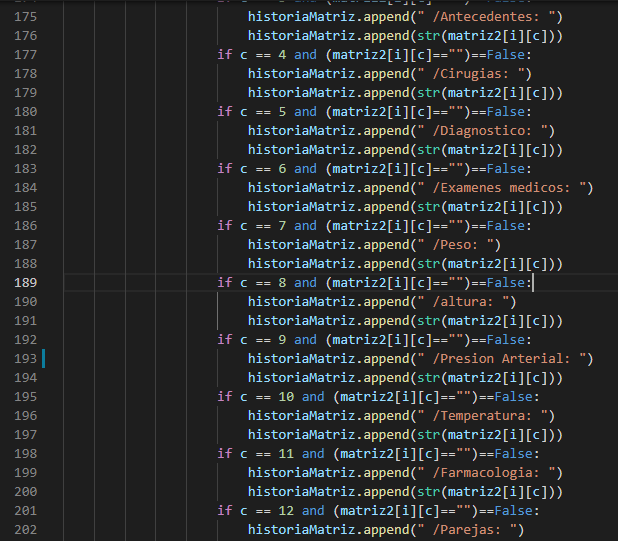 175 historiaMatriz.append(" /Antecedentes: ")
176 historiaMatriz.append(str(matriz2[i][c]))
177 if c == 4 and (matriz2[i][c]=="")==False:
178 historiaMatriz.append(" /Cirugias: ")
179 historiaMatriz.append(str(matriz2[i][c]))
180 if c == 5 and (matriz2[i][c]=="")==False:
181 historiaMatriz.append(" /Diagnostico: ")
182 historiaMatriz.append(str(matriz2[i][c]))
183 if c == 6 and (matriz2[i][c]=="")==False:
184 historiaMatriz.append(" /Examenes medicos: ")
185 historiaMatriz.append(str(matriz2[i][c]))
186 if c == 7 and (matriz2[i][c]=="")==False:
187 historiaMatriz.append(" /Peso: ")
188 historiaMatriz.append(str(matriz2[i][c]))
189 if c == 8 and (matriz2[i][c]=="")==False:
190 historiaMatriz.append(" /altura: ")
191 historiaMatriz.append(str(matriz2[i][c]))
192 if c == 9 and (matriz2[i][c]=="")==False:
193 historiaMatriz.append(" /Presion Arterial: ")
194 historiaMatriz.append(str(matriz2[i][c]))
195 if c == 10 and (matriz2[i][c]=="")==False:
196 historiaMatriz.append(" /Temperatura: ")
197 historiaMatriz.append(str(matriz2[i][c]))
198 if c == 11 and (matriz2[i][c]=="")==False:
199 historiaMatriz.append(" /Farmacologia: ")
200 historiaMatriz.append(str(matriz2[i][c]))
201 if c == 12 and (matriz2[i][c]=="")==False:
202 historiaMatriz.append(" /Parejas: ")